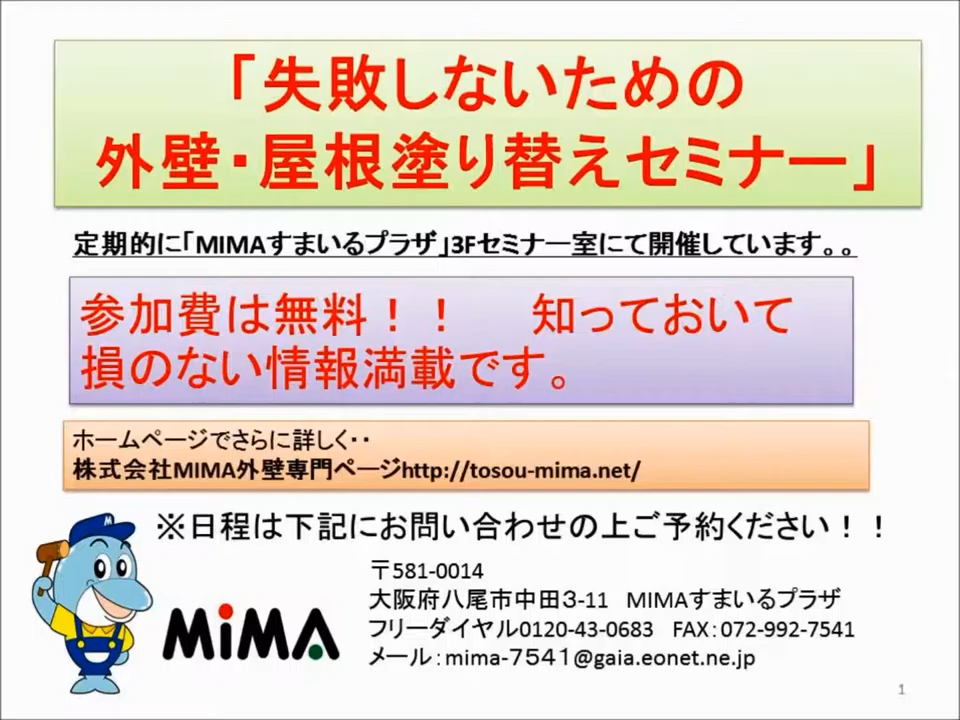 「失敗しないための
外壁・屋根塗り替えセミナー」
定期的に「MIMAすまいるプラザ」3Fセミナー室にて開催しています。。
参加費は無料！！　知っておいて
損のない情報満載です。
ホームページでさらに詳しく・・
株式会社MIMA外壁専門ページhttp://tosou-mima.net/
※日程は下記にお問い合わせの上ご予約ください！！
〒581-0014
大阪府八尾市中田３-11　MIMAすまいるプラザ
フリーダイヤル0120-43-0683　FAX：072-992-7541
メール：mima-７５４１@gaia.eonet.ne.jp
M
MiMA
1